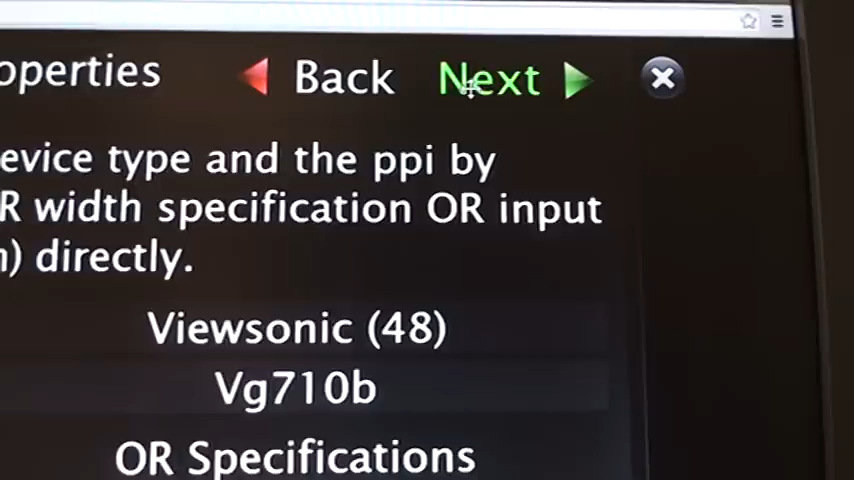 operties Back Next
evice type and the ppi by
R width specification OR input
) directly.
Viewsonic (48)
Vg710b
OR Specifications